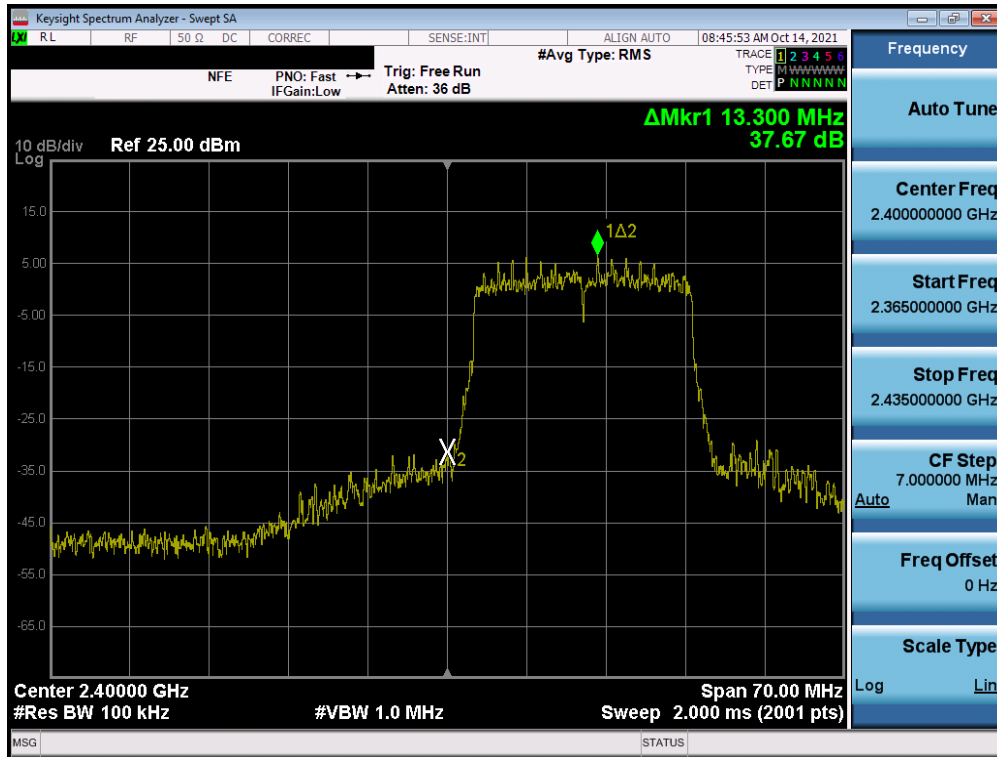 Keysight Spectrum Analyzer - Swept SA
LXI RL RF 50 Ω DC CORREC SENSE:INT ALIGN AUTO 08:45:53 AM Oct 14, 2021
#Avg Type: RMS TRACE 1 2 3 4 5 6
NFE PNO: Fast Trig: Free Run TYPE M WWWWW
IFGain:Low Atten: 36 dB DET P N N N N N
Frequency
ΔMkr1 13.300 MHz
37.67 dB
10 dB/div Ref 25.00 dBm
Log
15.0
5.00
-5.00
-15.0
-25.0
-35.0
-45.0
-55.0
-65.0
1Δ2
X2
Center 2.40000 GHz Span 70.00 MHz
#Res BW 100 kHz #VBW 1.0 MHz Sweep 2.000 ms (2001 pts)
MSG STATUS
Auto Tune
Center Freq
2.400000000 GHz
Start Freq
2.365000000 GHz
Stop Freq
2.435000000 GHz
CF Step
7.000000 MHz
Auto Man
Freq Offset
0 Hz
Scale Type
Log Lin